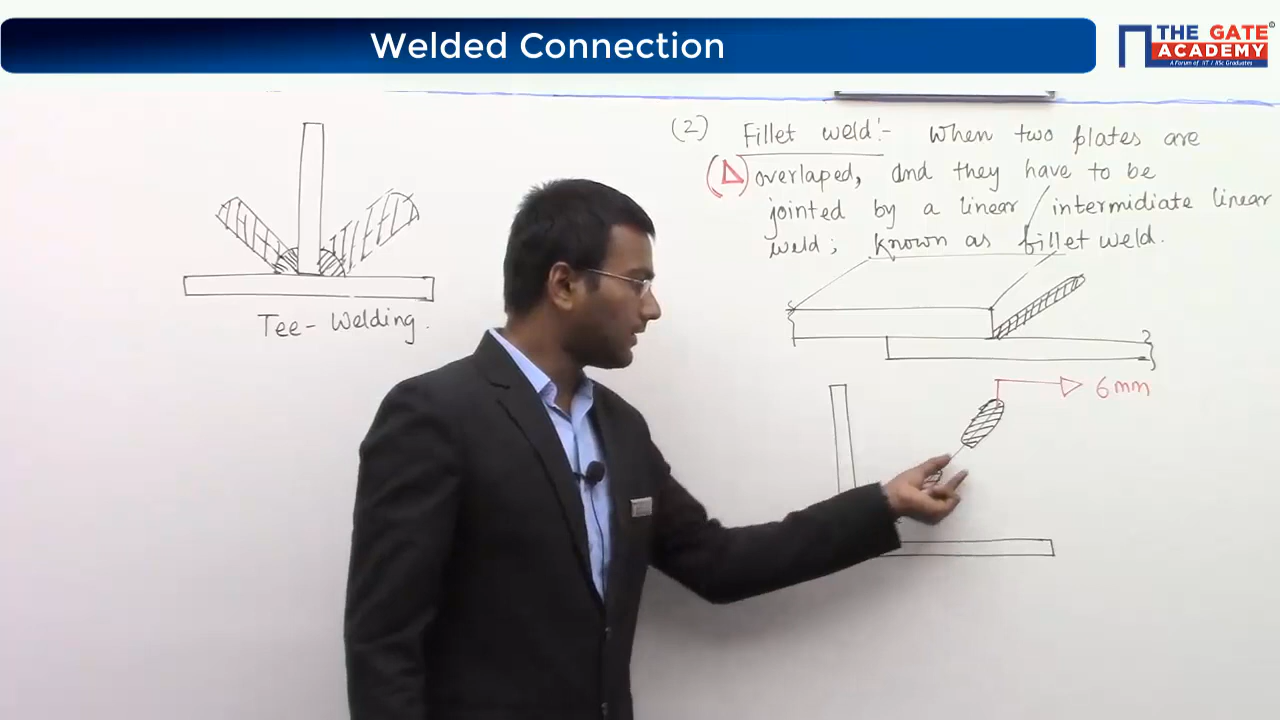 Welded Connection
THE GATE
ACADEMY
A Forum of IIT / IISc Graduates
Tee- Welding.
(2) Fillet weld:- When two plates are
(Δ) overlaped, and they have to be
jointed by a linear / intermidiate linear
weld; known as fillet weld.
6mm